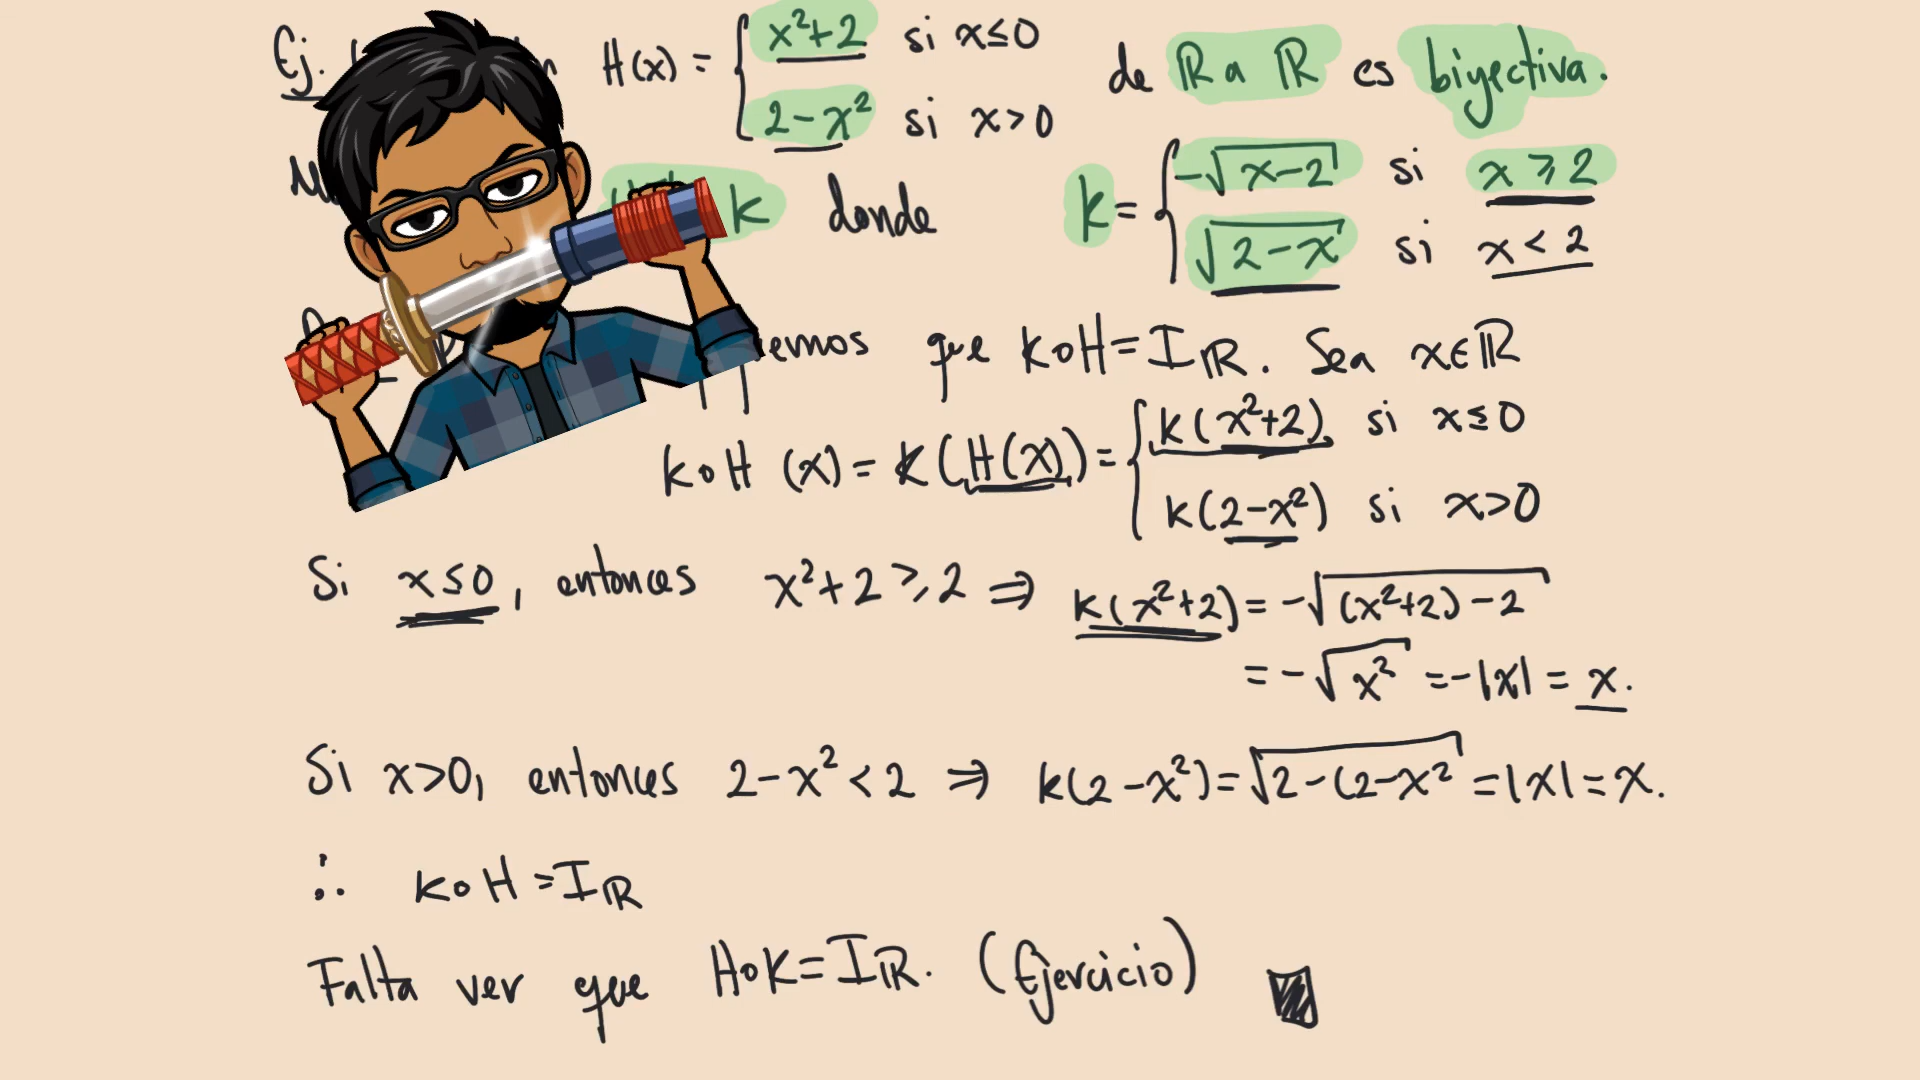 Ej. H(x) = { x²+2 si x≤0 de ℝ a ℝ es biyectiva.
2-x² si x>0
k donde k = { -√(x-2) si x≥2
√(2-x) si x<2
emos que k∘H = I_ℝ. Sea x∈ℝ
k∘H (x) = k(H(x)) = { k(x²+2) si x≤0
k(2-x²) si x>0
Si x≤0, entonces x²+2≥2 ⇒ k(x²+2) = -√((x²+2)-2)
= -√(x²) = -|x| = x.
Si x>0, entonces 2-x²<2 ⇒ k(2-x²) = √(2-(2-x²) = |x| = x.
∴ k∘H = I_ℝ
Falta ver que H∘k = I_ℝ. (Ejercicio)